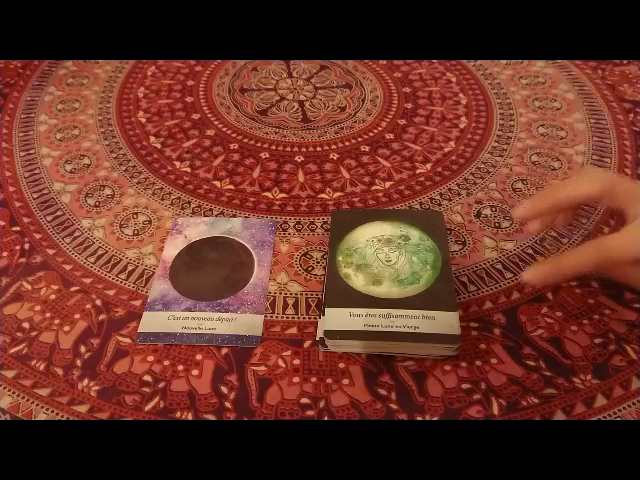 C'est un nouveau départ !
Nouvelle Lune
Vous êtes suffisamment bien
Pleine Lune en Vierge